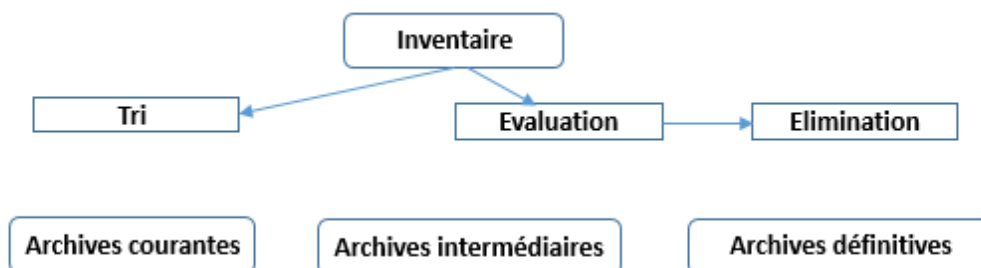 Inventaire
Tri
Evaluation
Elimination
Archives courantes
Archives intermédiaires
Archives définitives